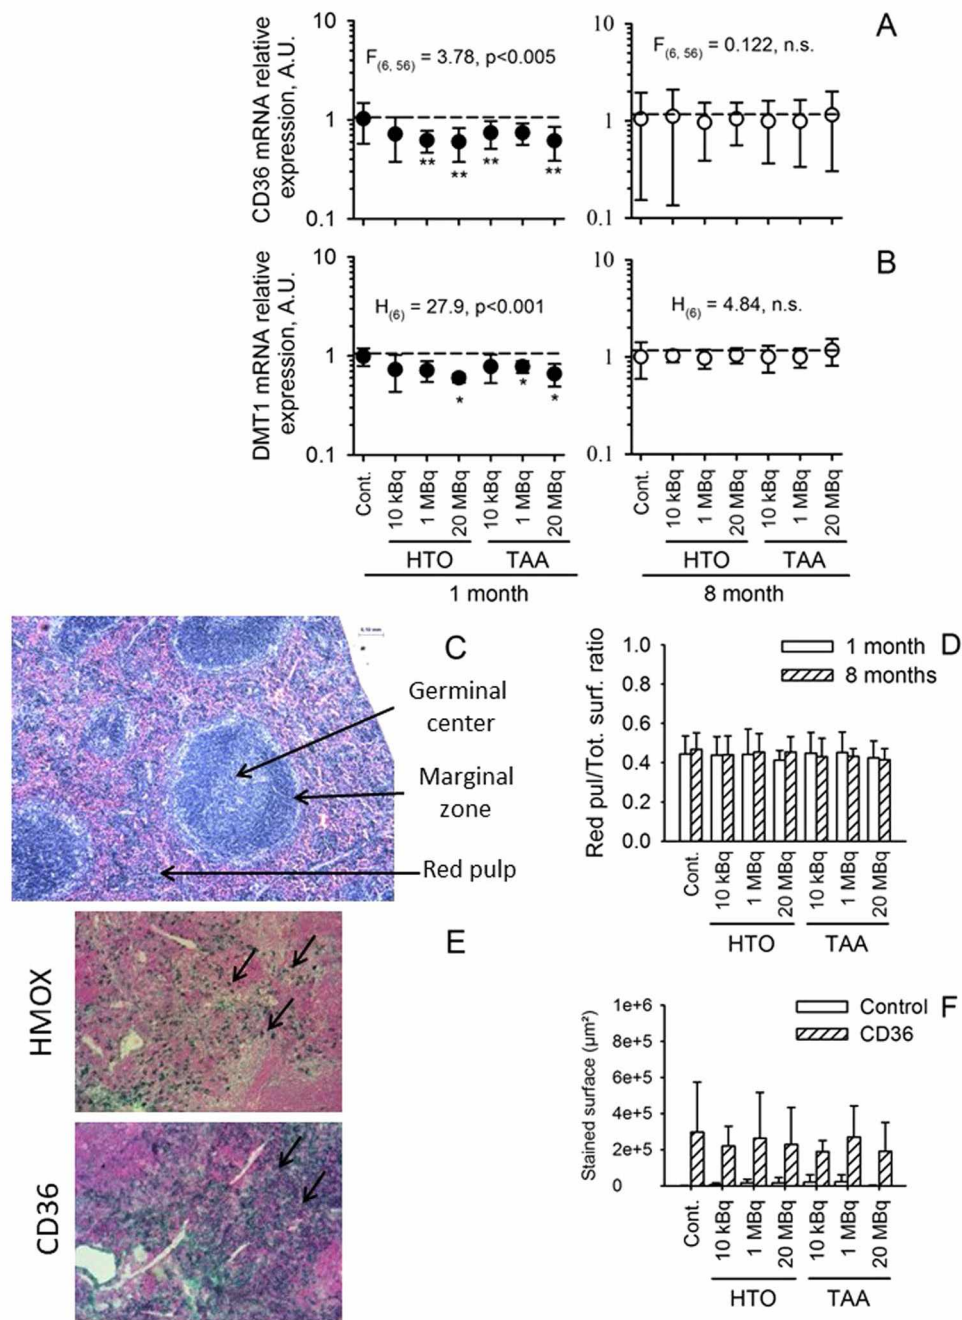 A
CD36 mRNA relative
expression, A.U.
10
1
0.1
F(6, 56) = 3.78, p<0.005
**
**
**
**
10
1
0.1
F(6, 56) = 0.122, n.s.
B
DMT1 mRNA relative
expression, A.U.
10
1
0.1
H(6) = 27.9, p<0.001
*
*
*
10
1
0.1
H(6) = 4.84, n.s.
Cont.
10 kBq
1 MBq
20 MBq
10 kBq
1 MBq
20 MBq
HTO
TAA
1 month
Cont.
10 kBq
1 MBq
20 MBq
10 kBq
1 MBq
20 MBq
HTO
TAA
8 month
C
Germinal
center
Marginal
zone
Red pulp
D
1 month
8 months
Red pul/Tot. surf. ratio
1.0
0.8
0.6
0.4
0.2
0.0
Cont.
10 kBq
1 MBq
20 MBq
10 kBq
1 MBq
20 MBq
HTO
TAA
E
HMOX
CD36
F
Control
CD36
Stained surface (µm²)
1e+6
8e+5
6e+5
4e+5
2e+5
0
Cont.
10 kBq
1 MBq
20 MBq
10 kBq
1 MBq
20 MBq
HTO
TAA